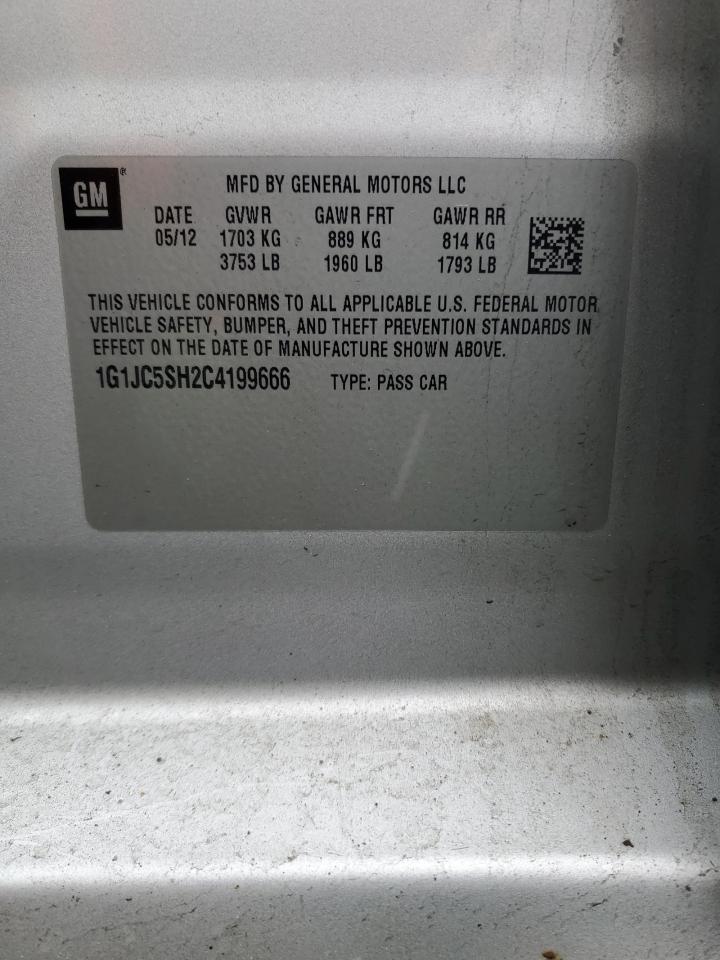 GM®
MFD BY GENERAL MOTORS LLC
DATE GVWR GAWR FRT GAWR RR
05/12 1703 KG 889 KG 814 KG
3753 LB 1960 LB 1793 LB
THIS VEHICLE CONFORMS TO ALL APPLICABLE U.S. FEDERAL MOTOR
VEHICLE SAFETY, BUMPER, AND THEFT PREVENTION STANDARDS IN
EFFECT ON THE DATE OF MANUFACTURE SHOWN ABOVE.
1G1JC5SH2C4199666 TYPE: PASS CAR